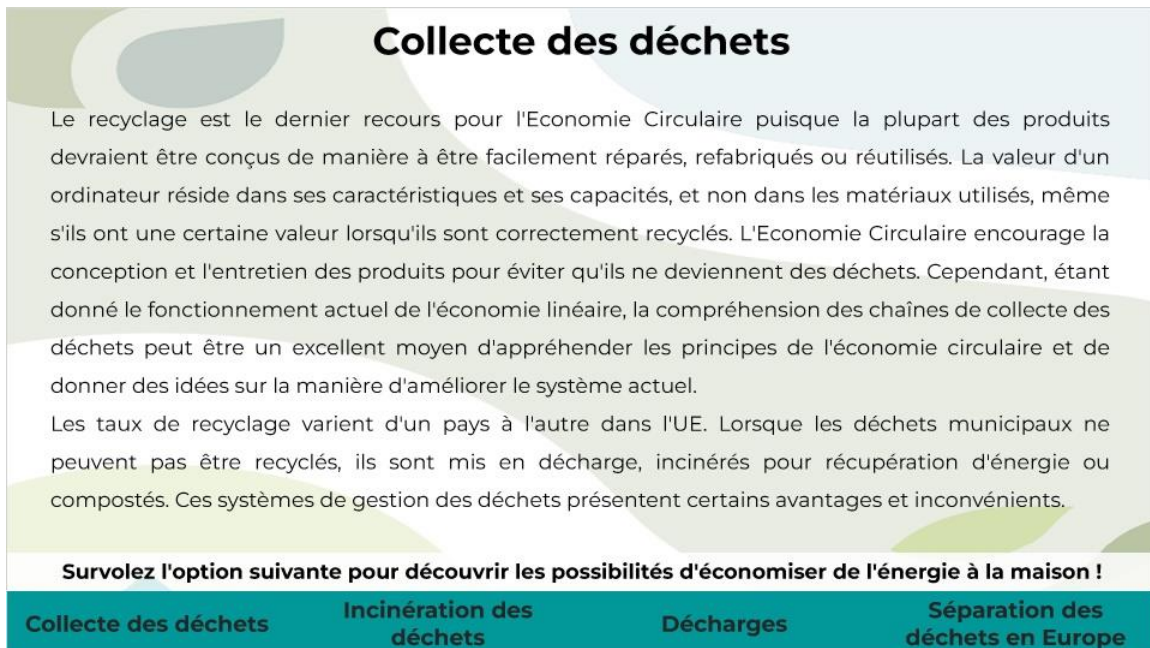 Collecte des déchets
Le recyclage est le dernier recours pour l'Economie Circulaire puisque la plupart des produits
devraient être conçus de manière à être facilement réparés, refabriqués ou réutilisés. La valeur d'un
ordinateur réside dans ses caractéristiques et ses capacités, et non dans les matériaux utilisés, même
s'ils ont une certaine valeur lorsqu'ils sont correctement recyclés. L'Economie Circulaire encourage la
conception et l'entretien des produits pour éviter qu'ils ne deviennent des déchets. Cependant, étant
donné le fonctionnement actuel de l'économie linéaire, la compréhension des chaînes de collecte des
déchets peut être un excellent moyen d'appréhender les principes de l'économie circulaire et de
donner des idées sur la manière d'améliorer le système actuel.
Les taux de recyclage varient d'un pays à l'autre dans l'UE. Lorsque les déchets municipaux ne
peuvent pas être recyclés, ils sont mis en décharge, incinérés pour récupération d'énergie ou
compostés. Ces systèmes de gestion des déchets présentent certains avantages et inconvénients.
Survolez l'option suivante pour découvrir les possibilités d'économiser de l'énergie à la maison !
Collecte des déchets
Incinération des
déchets
Décharges
Séparation des
déchets en Europe